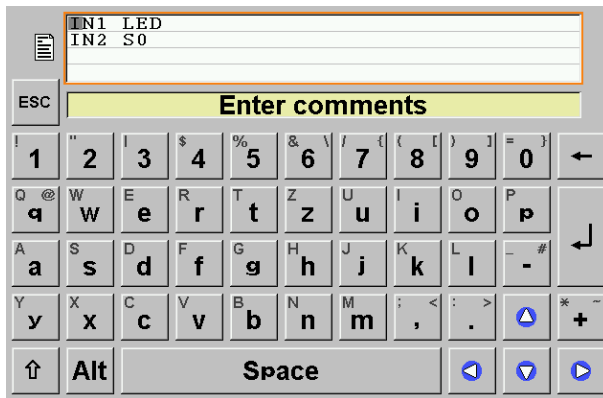 IN1 LED
IN2 S0
ESC
Enter comments
! 1 " 2 | 3 $ 4 % 5 & \ 6 / { 7 ( [ 8 ) ] 9 = } 0 ←
Q @ q W w E e R r T t Z z U u I i O o P p
A a S s D d F f G g H h J j K k L l _ # - ↵
Y y X x C c V v B b N n M m ; < , : > . * ~ +
⇧ Alt Space